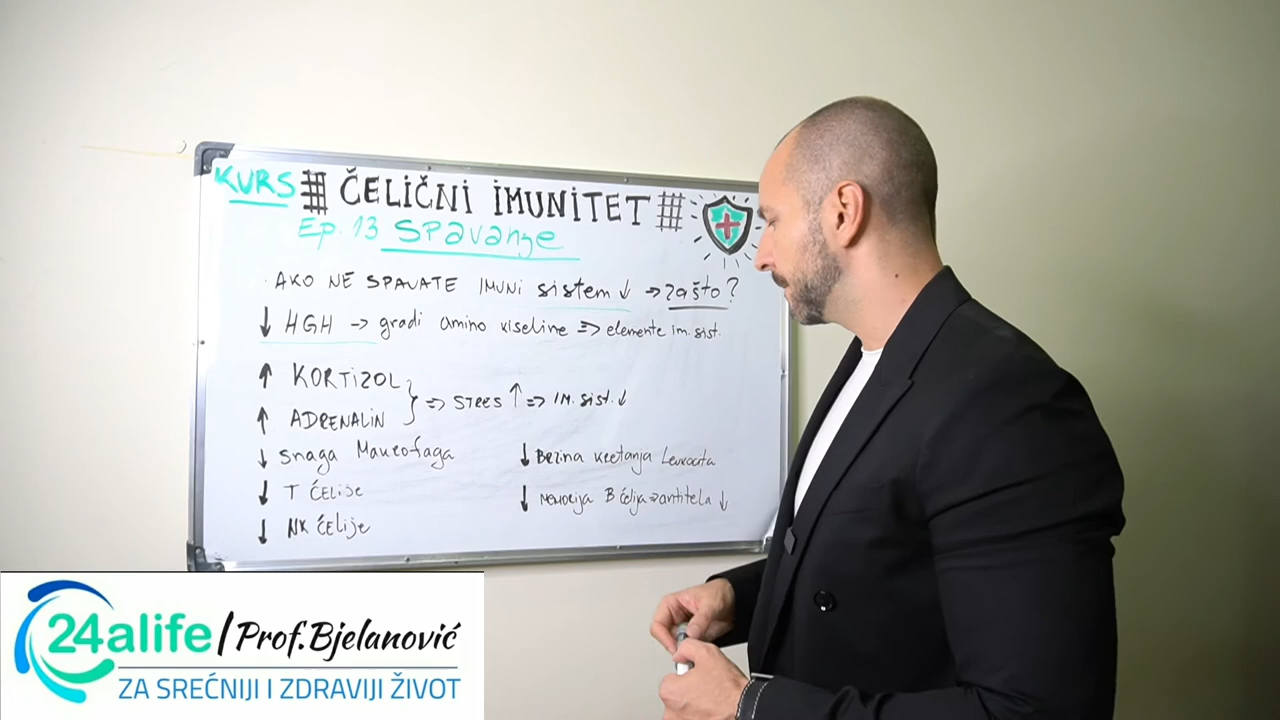 KURS # ČELIČNI IMUNITET #
Ep. 13 Spavanje
AKO NE SPAVATE IMUNI sistem ↓ → zašto?
↓ HGH → gradi amino kiseline => elemente im. sist.
↑ KORTIZOL
↑ ADRENALIN } => STRES ↑ => IM. sist. ↓
↓ snaga Makrofaga
↓ T ĆELIJE
↓ NK ćelije
↓ Brzina kretanja Leukocita
↓ MEMORIJA B ćelija => antitela ↓
24alife / Prof.Bjelanović
ZA SREĆNIJI I ZDRAVIJI ŽIVOT